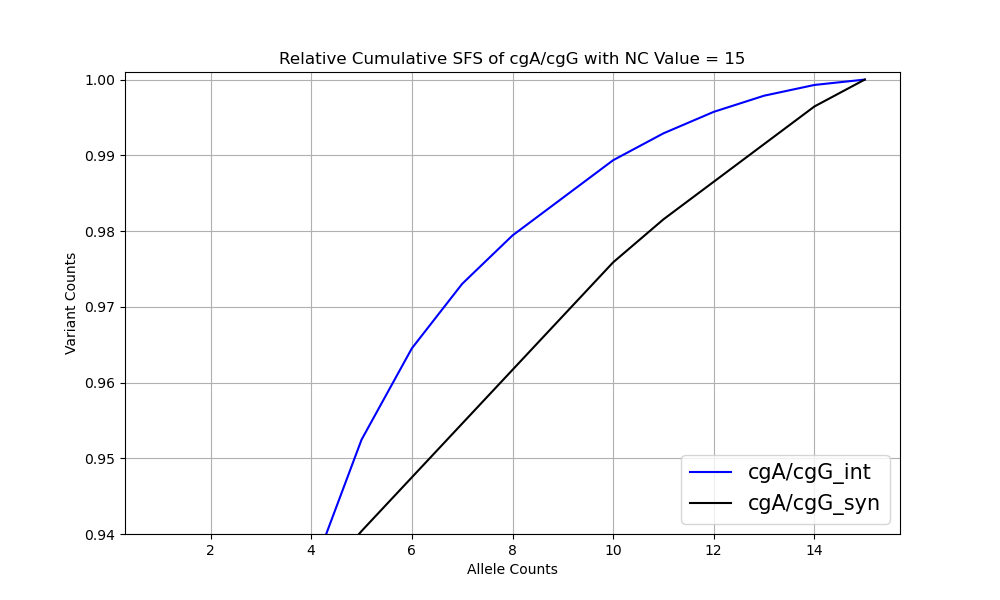 Relative Cumulative SFS of cgA/cgG with NC Value = 15
1.00
0.99
0.98
0.97
0.96
0.95
0.94
Variant Counts
cgA/cgG_int
cgA/cgG_syn
2 4 6 8 10 12 14
Allele Counts